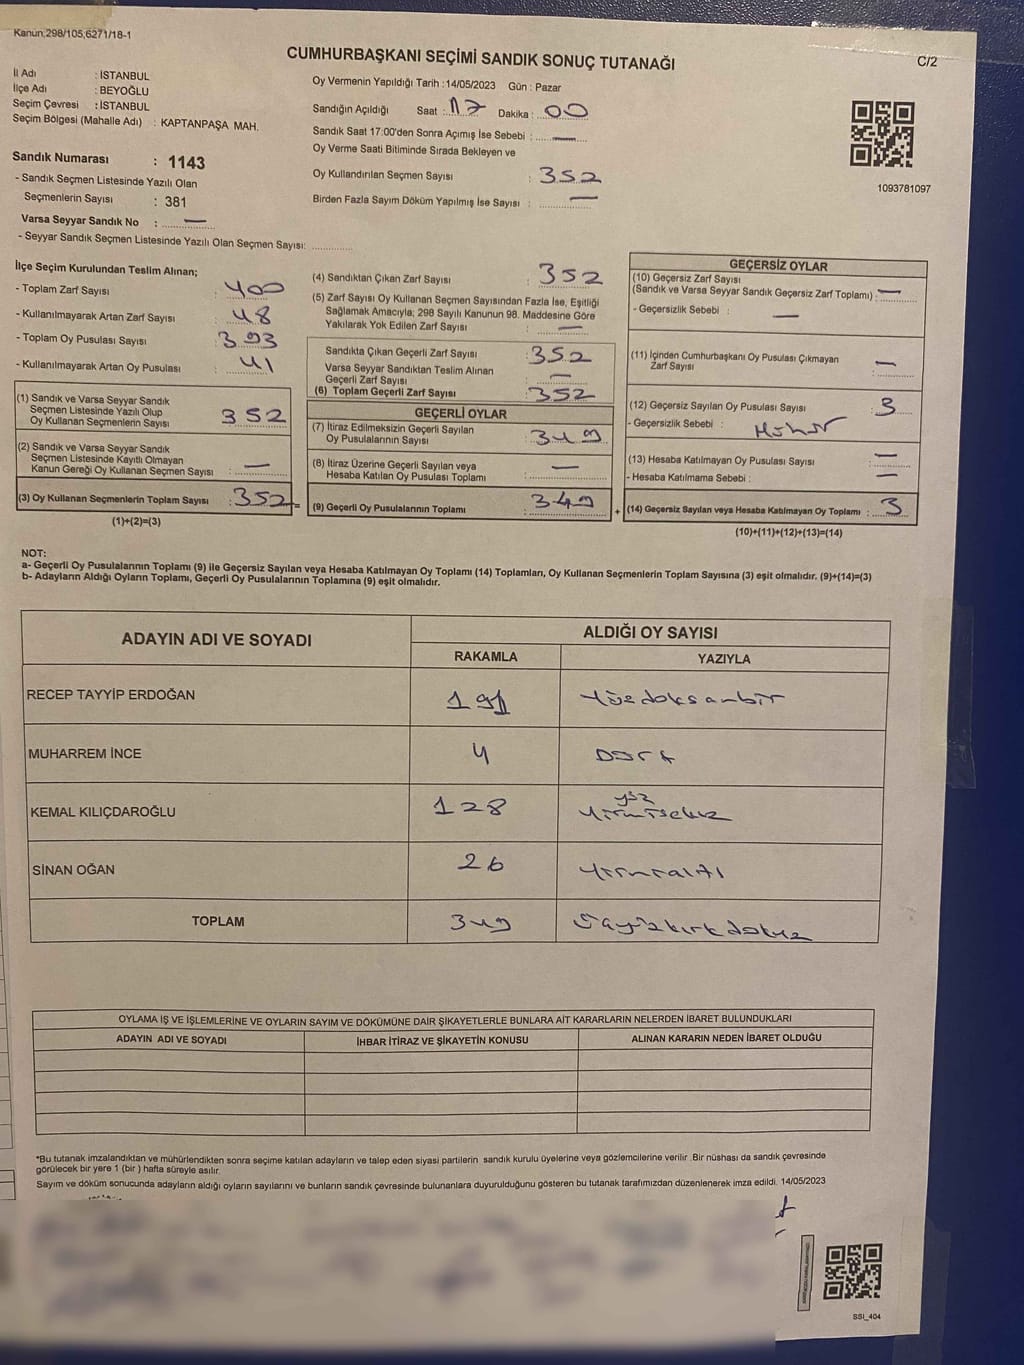 Kanun;298/105,6271/18-1
CUMHURBAŞKANI SEÇİMİ SANDIK SONUÇ TUTANAĞI
C/2
İl Adı : İSTANBUL
İlçe Adı : BEYOĞLU
Seçim Çevresi : İSTANBUL
Seçim Bölgesi (Mahalle Adı) : KAPTANPAŞA MAH.
Sandık Numarası : 1143
- Sandık Seçmen Listesinde Yazılı Olan
Seçmenlerin Sayısı : 381
Varsa Seyyar Sandık No : —
- Seyyar Sandık Seçmen Listesinde Yazılı Olan Seçmen Sayısı: ............
Oy Vermenin Yapıldığı Tarih : 14/05/2023 Gün : Pazar
Sandığın Açıldığı Saat : 17 Dakika : 00
Sandık Saat 17:00'den Sonra Açımış İse Sebebi : —
Oy Verme Saati Bitiminde Sırada Bekleyen ve
Oy Kullandırılan Seçmen Sayısı : 352
Birden Fazla Sayım Döküm Yapılmış İse Sayısı : —
1093781097
İlçe Seçim Kurulundan Teslim Alınan;
- Toplam Zarf Sayısı : 400
- Kullanılmayarak Artan Zarf Sayısı : 48
- Toplam Oy Pusulası Sayısı : 393
- Kullanılmayarak Artan Oy Pusulası : 41
(1) Sandık ve Varsa Seyyar Sandık
Seçmen Listesinde Yazılı Olup
Oy Kullanan Seçmenlerin Sayısı 352
(2) Sandık ve Varsa Seyyar Sandık
Seçmen Listesinde Kayıtlı Olmayan
Kanun Gereği Oy Kullanan Seçmen Sayısı : —
(3) Oy Kullanan Seçmenlerin Toplam Sayısı : 352 =
(1)+(2)=(3)
(4) Sandıktan Çıkan Zarf Sayısı : 352
(5) Zarf Sayısı Oy Kullanan Seçmen Sayısından Fazla İse, Eşitliği
Sağlamak Amacıyla; 298 Sayılı Kanunun 98. Maddesine Göre
Yakılarak Yok Edilen Zarf Sayısı : —
Sandıkta Çıkan Geçerli Zarf Sayısı : 352
Varsa Seyyar Sandıktan Teslim Alınan
Geçerli Zarf Sayısı : —
(6) Toplam Geçerli Zarf Sayısı : 352
GEÇERLİ OYLAR
(7) İtiraz Edilmeksizin Geçerli Sayılan
Oy Pusulalarının Sayısı : 349
(8) İtiraz Üzerine Geçerli Sayılan veya
Hesaba Katılan Oy Pusulası Toplamı : —
(9) Geçerli Oy Pusulalarının Toplamı : 349 +
GEÇERSİZ OYLAR
(10) Geçersiz Zarf Sayısı
(Sandık ve Varsa Seyyar Sandık Geçersiz Zarf Toplamı) : —
- Geçersizlik Sebebi : —
(11) İçinden Cumhurbaşkanı Oy Pusulası Çıkmayan
Zarf Sayısı : —
(12) Geçersiz Sayılan Oy Pusulası Sayısı : 3
- Geçersizlik Sebebi : Mühür
(13) Hesaba Katılmayan Oy Pusulası Sayısı : —
- Hesaba Katılmama Sebebi : —
(14) Geçersiz Sayılan veya Hesaba Katılmayan Oy Toplamı : 3
(10)+(11)+(12)+(13)=(14)
NOT:
a- Geçerli Oy Pusulalarının Toplamı (9) ile Geçersiz Sayılan veya Hesaba Katılmayan Oy Toplamı (14) Toplamları, Oy Kullanan Seçmenlerin Toplam Sayısına (3) eşit olmalıdır. (9)+(14)=(3)
b- Adayların Aldığı Oyların Toplamı, Geçerli Oy Pusulalarının Toplamına (9) eşit olmalıdır.
ADAYIN ADI VE SOYADI ALDIĞI OY SAYISI
RAKAMLA YAZIYLA
RECEP TAYYİP ERDOĞAN 191 Yüzdoksanbir
MUHARREM İNCE 4 Dört
KEMAL KILIÇDAROĞLU 128 yüz Yirmisekiz
SİNAN OĞAN 26 Yirmialtı
TOPLAM 349 Üçyüzkırkdokuz
OYLAMA İŞ VE İŞLEMLERİNE VE OYLARIN SAYIM VE DÖKÜMÜNE DAİR ŞİKAYETLERLE BUNLARA AİT KARARLARIN NELERDEN İBARET BULUNDUKLARI
ADAYIN ADI VE SOYADI İHBAR İTİRAZ VE ŞİKAYETİN KONUSU ALINAN KARARIN NEDEN İBARET OLDUĞU
*Bu tutanak imzalandıktan ve mühürlendikten sonra seçime katılan adayların ve talep eden siyasi partilerin sandık kurulu üyelerine veya gözlemcilerine verilir .Bir nüshası da sandık çevresinde
görülecek bir yere 1 (bir ) hafta süreyle asılır.
Sayım ve döküm sonucunda adayların aldığı oyların sayılarını ve bunların sandık çevresinde bulunanlara duyurulduğunu gösteren bu tutanak tarafımızdan düzenlenerek imza edildi. 14/05/2023
SSI_404